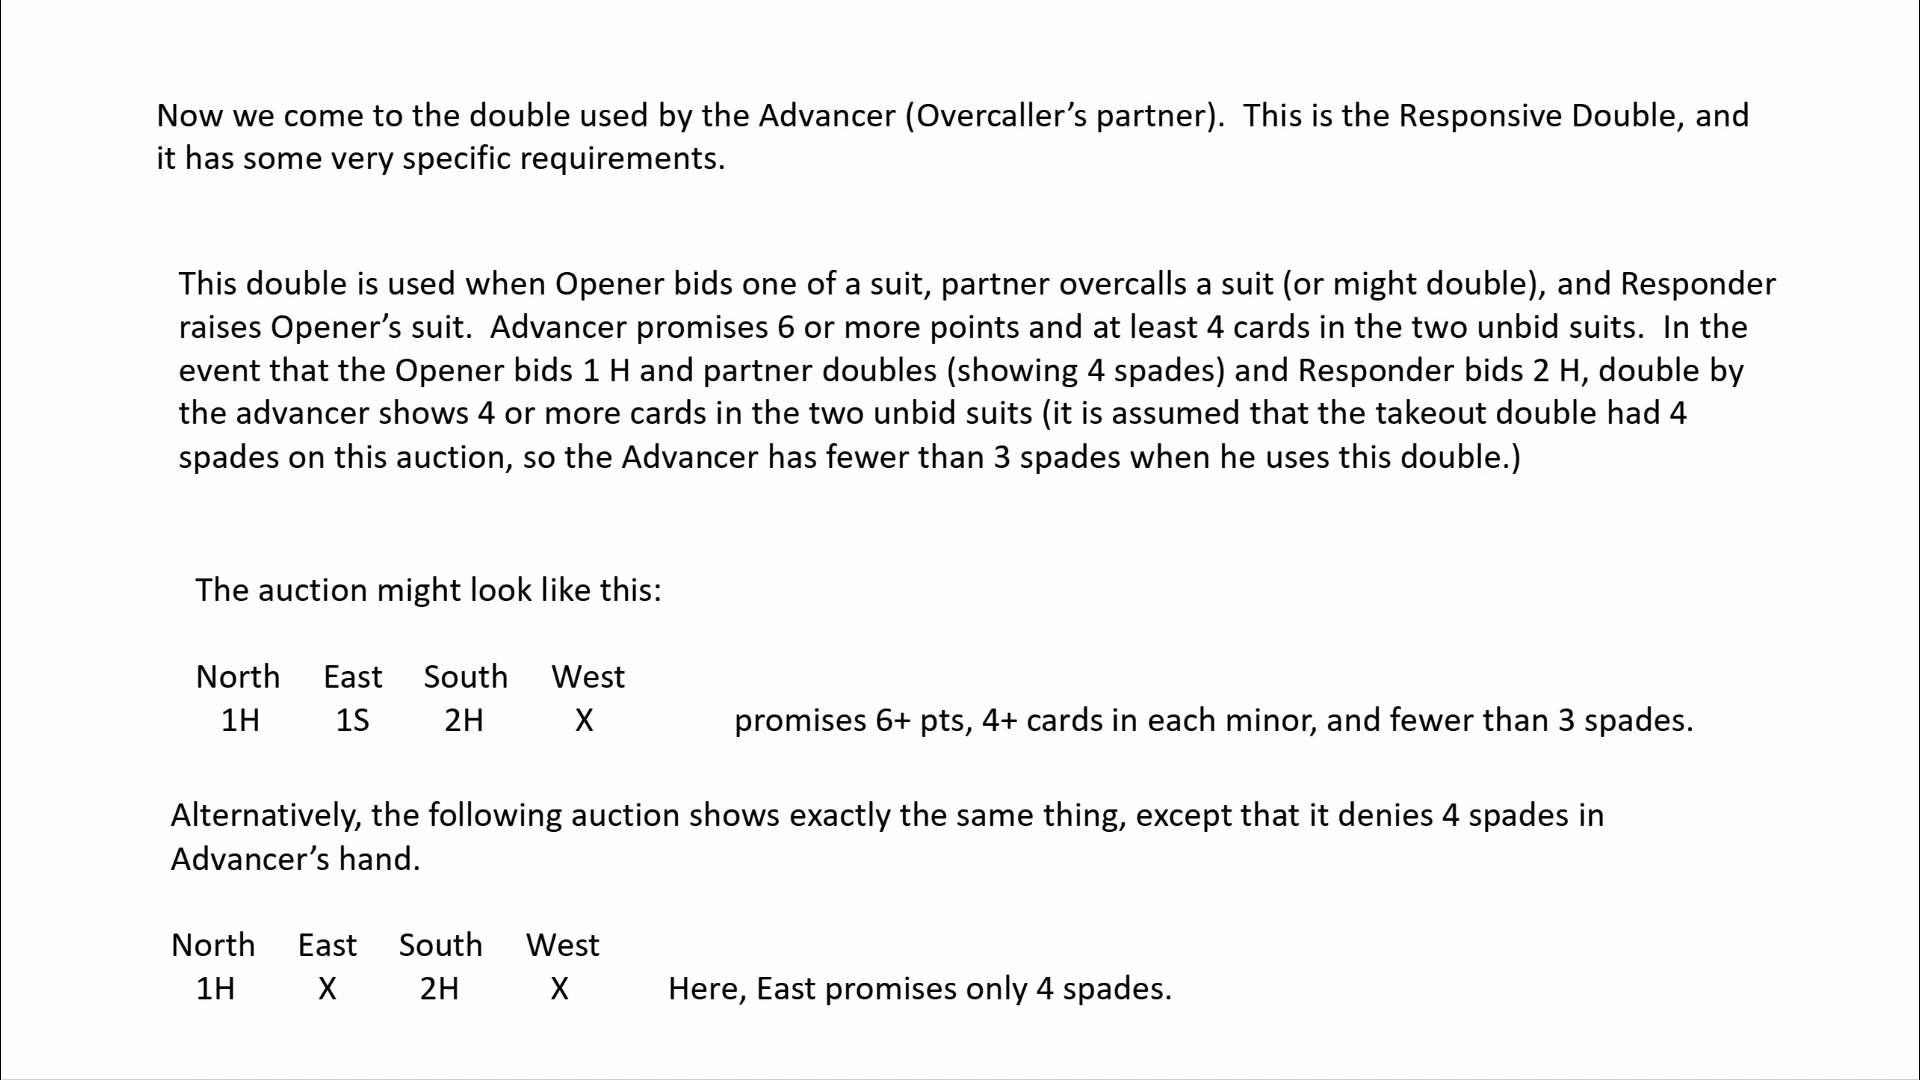 Now we come to the double used by the Advancer (Overcaller’s partner).  This is the Responsive Double, and
it has some very specific requirements.
This double is used when Opener bids one of a suit, partner overcalls a suit (or might double), and Responder
raises Opener’s suit.  Advancer promises 6 or more points and at least 4 cards in the two unbid suits.  In the
event that the Opener bids 1 H and partner doubles (showing 4 spades) and Responder bids 2 H, double by
the advancer shows 4 or more cards in the two unbid suits (it is assumed that the takeout double had 4
spades on this auction, so the Advancer has fewer than 3 spades when he uses this double.)
The auction might look like this:
North East South West
1H 1S 2H X promises 6+ pts, 4+ cards in each minor, and fewer than 3 spades.
Alternatively, the following auction shows exactly the same thing, except that it denies 4 spades in
Advancer’s hand.
North East South West
1H X 2H X Here, East promises only 4 spades.